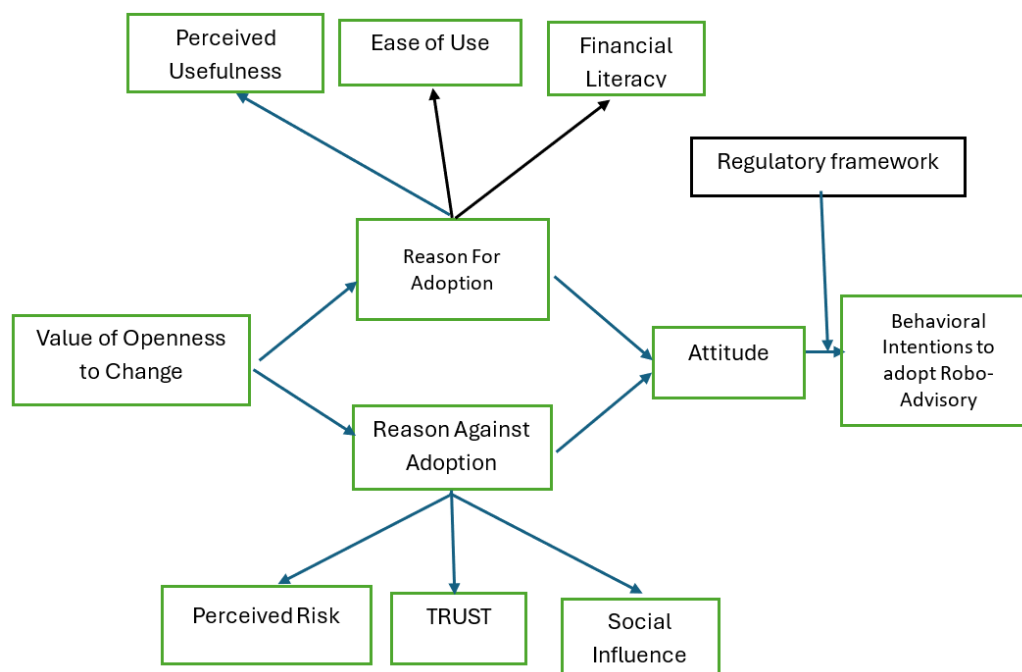 Perceived
Usefulness
Ease of Use
Financial
Literacy
Regulatory framework
Reason For
Adoption
Value of Openness
to Change
Attitude
Behavioral
Intentions to
adopt Robo-
Advisory
Reason Against
Adoption
Perceived Risk
TRUST
Social
Influence